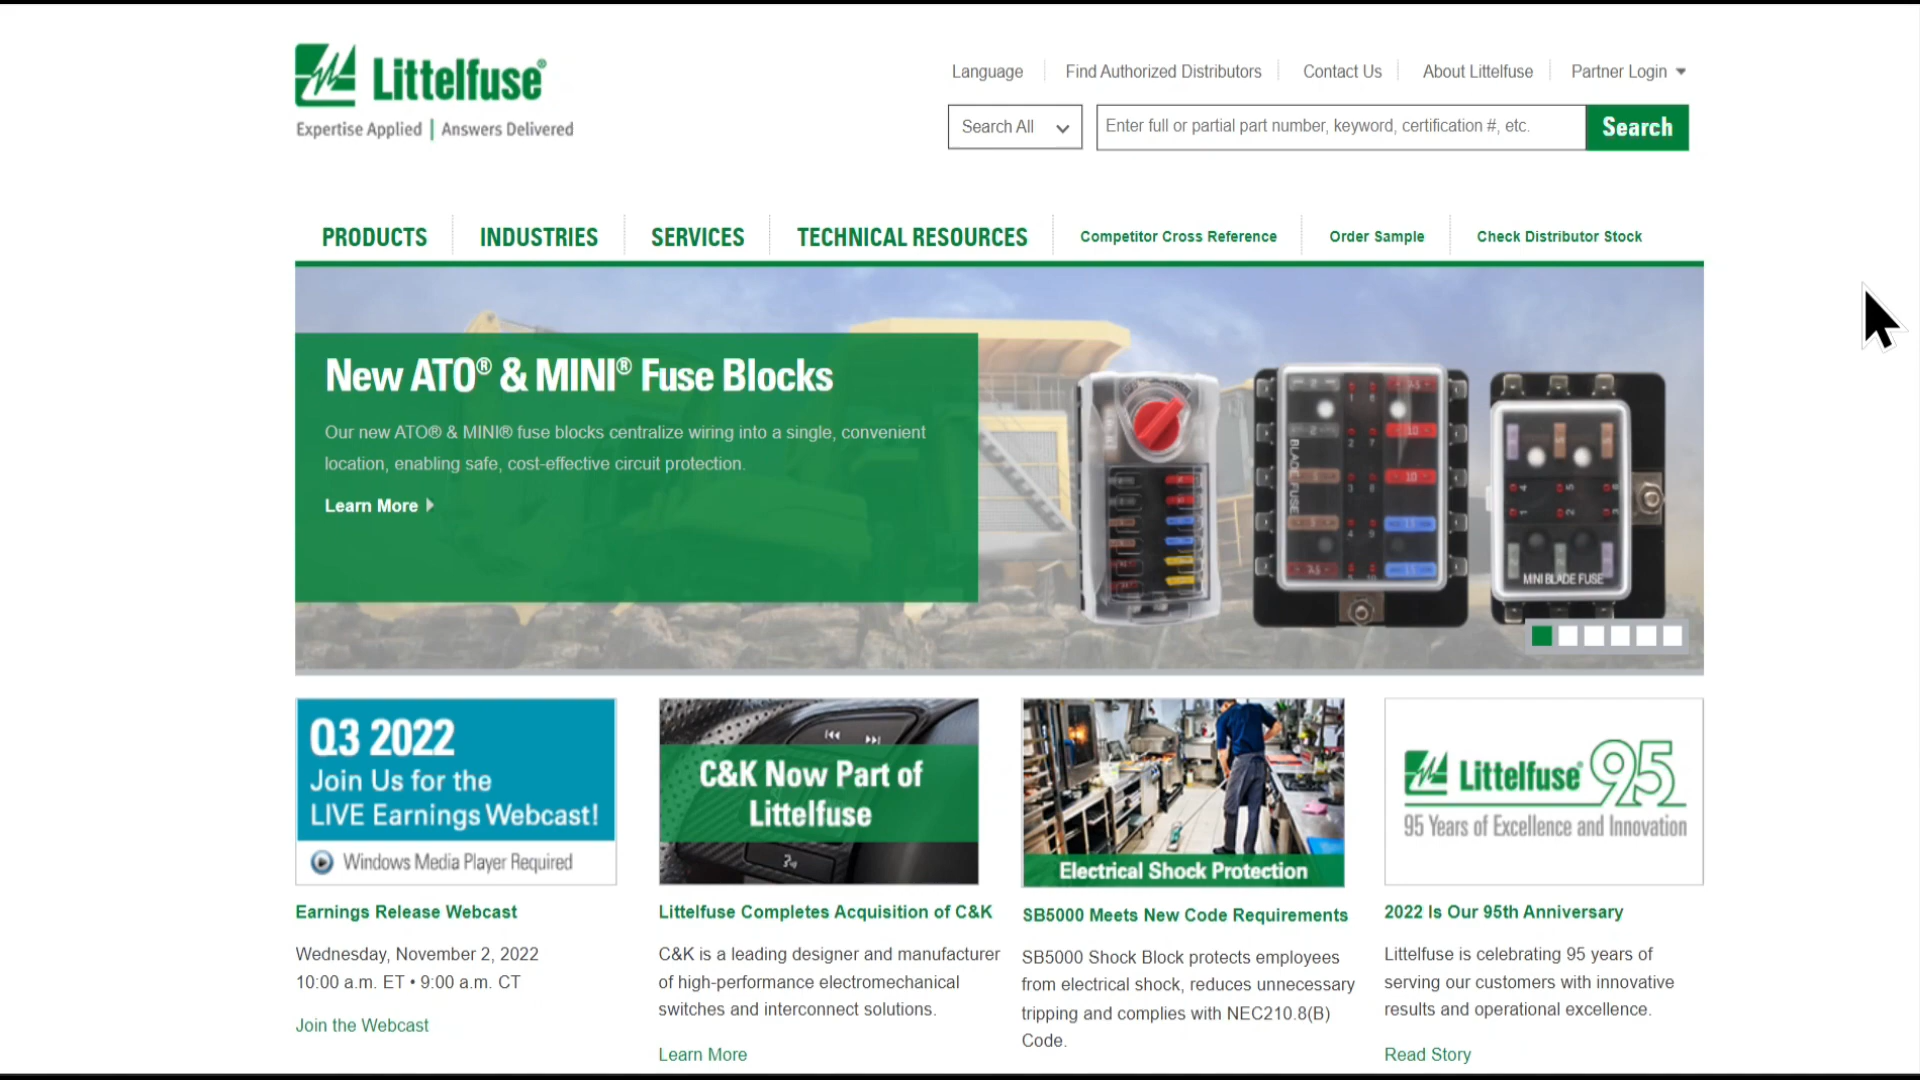 Littelfuse®
Expertise Applied | Answers Delivered
Language
Find Authorized Distributors
Contact Us
About Littelfuse
Partner Login
Search All
Enter full or partial part number, keyword, certification #, etc.
Search
PRODUCTS
INDUSTRIES
SERVICES
TECHNICAL RESOURCES
Competitor Cross Reference
Order Sample
Check Distributor Stock
New ATO® & MINI® Fuse Blocks
Our new ATO® & MINI® fuse blocks centralize wiring into a single, convenient
location, enabling safe, cost-effective circuit protection.
Learn More
BLADE FUSE
MINI BLADE FUSE
Q3 2022
Join Us for the
LIVE Earnings Webcast!
Windows Media Player Required
Earnings Release Webcast
Wednesday, November 2, 2022
10:00 a.m. ET • 9:00 a.m. CT
Join the Webcast
C&K Now Part of
Littelfuse
Littelfuse Completes Acquisition of C&K
C&K is a leading designer and manufacturer
of high-performance electromechanical
switches and interconnect solutions.
Learn More
Electrical Shock Protection
SB5000 Meets New Code Requirements
SB5000 Shock Block protects employees
from electrical shock, reduces unnecessary
tripping and complies with NEC210.8(B)
Code.
Littelfuse® 95
95 Years of Excellence and Innovation
2022 Is Our 95th Anniversary
Littelfuse is celebrating 95 years of
serving our customers with innovative
results and operational excellence.
Read Story